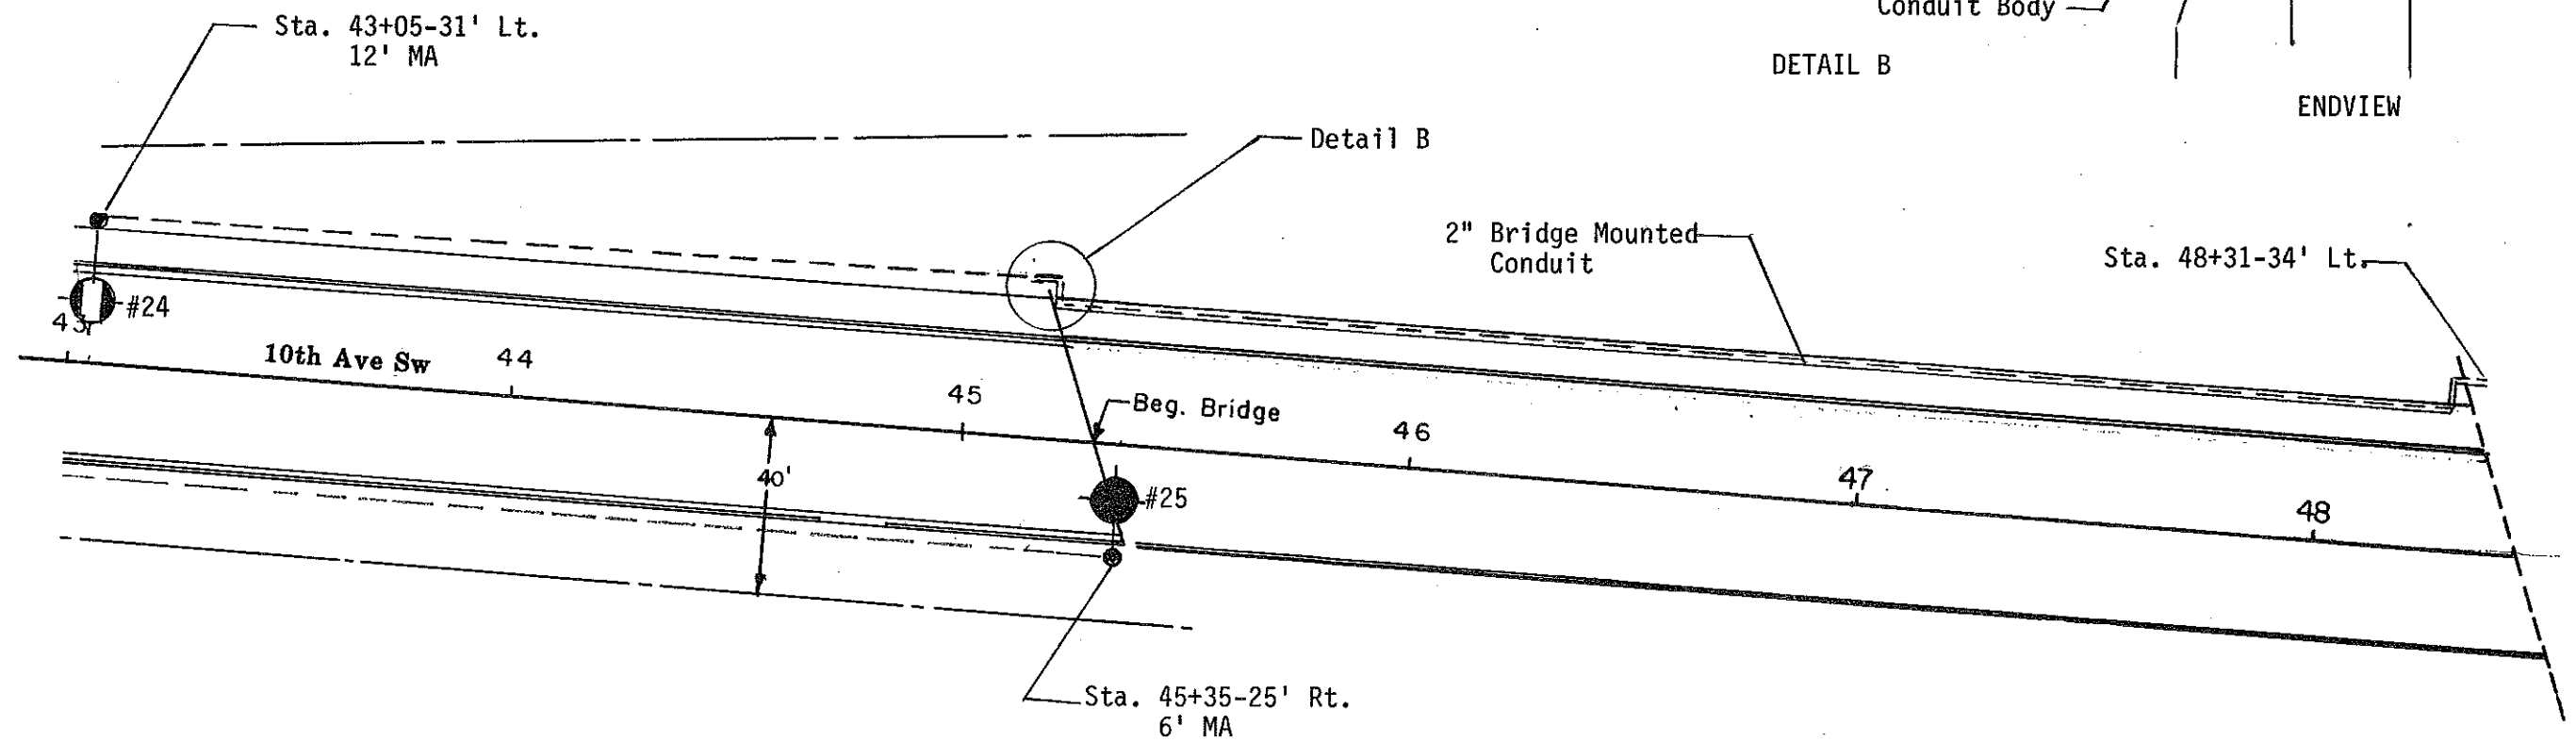 Sta. 43+05-31' Lt.
12' MA
Conduit Body
DETAIL B
ENDVIEW
Detail B
2" Bridge Mounted
Conduit
Sta. 48+31-34' Lt.
#24
43
10th Ave Sw
44
45
Beg. Bridge
46
40'
#25
47
48
Sta. 45+35-25' Rt.
6' MA